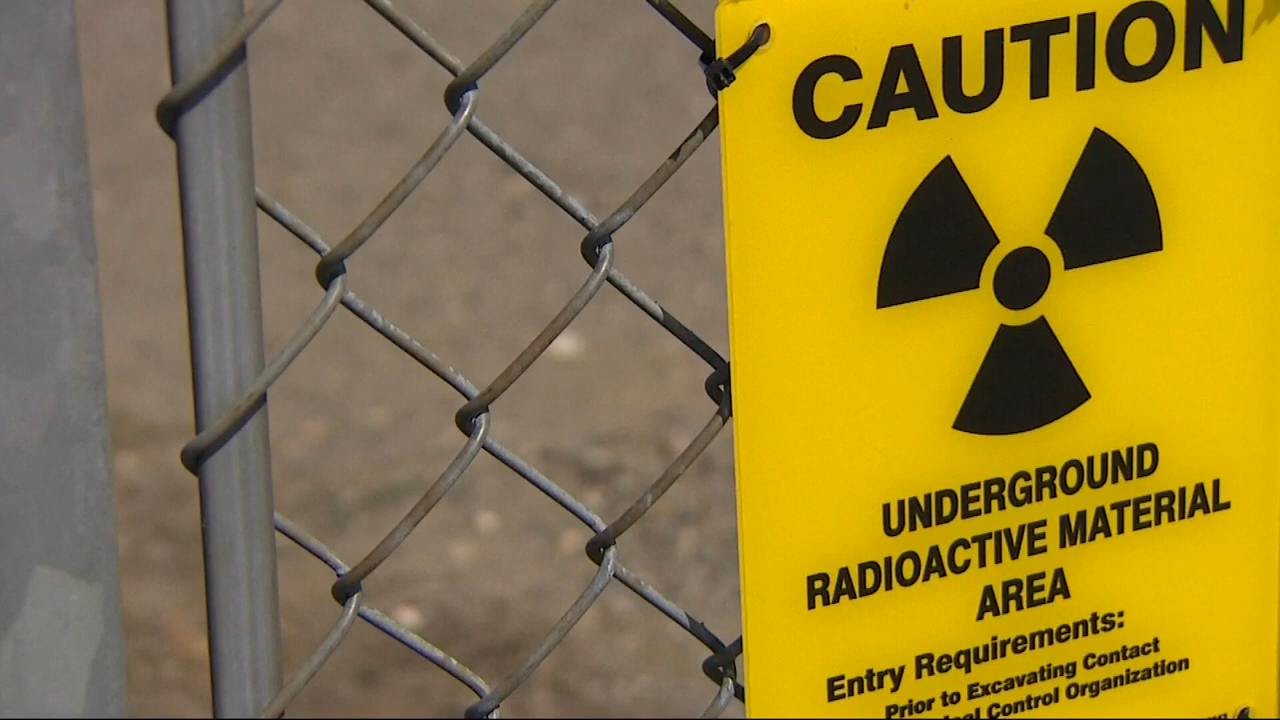 CAUTION
UNDERGROUND
RADIOACTIVE MATERIAL
AREA
Entry Requirements:
Prior to Excavating Contact
Control Organization